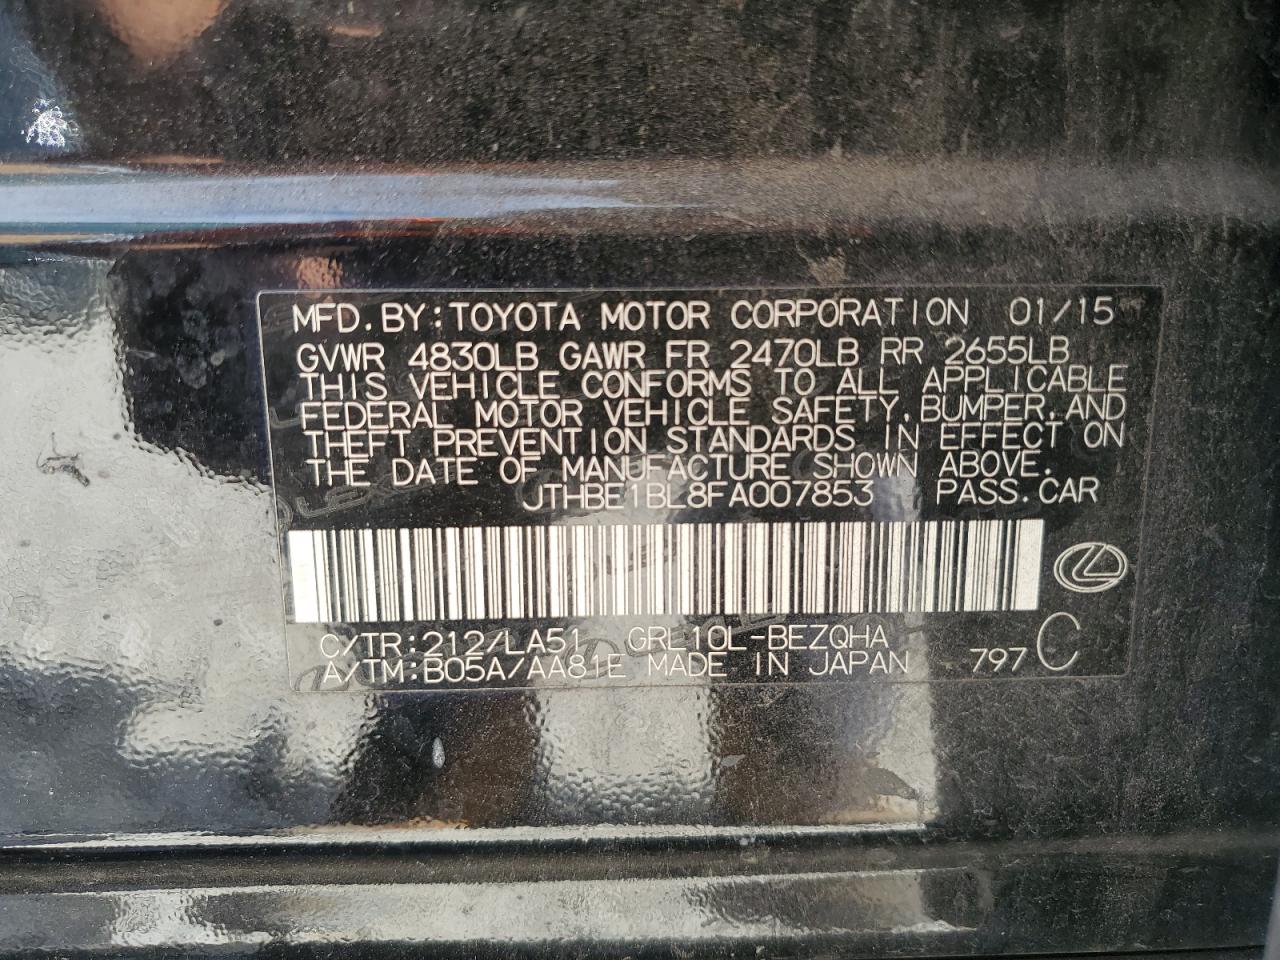 MFD.BY:TOYOTA MOTOR CORPORATION 01/15
GVWR 4830LB GAWR FR 2470LB RR 2655LB
THIS VEHICLE CONFORMS TO ALL APPLICABLE
FEDERAL MOTOR VEHICLE SAFETY,BUMPER,AND
THEFT PREVENTION STANDARDS IN EFFECT ON
THE DATE OF MANUFACTURE SHOWN ABOVE.
JTHBE1BL8FA007853 PASS.CAR
C/TR:212/LA51 GRL10L-BEZQHA
A/TM:B05A/AA81E MADE IN JAPAN 797 C